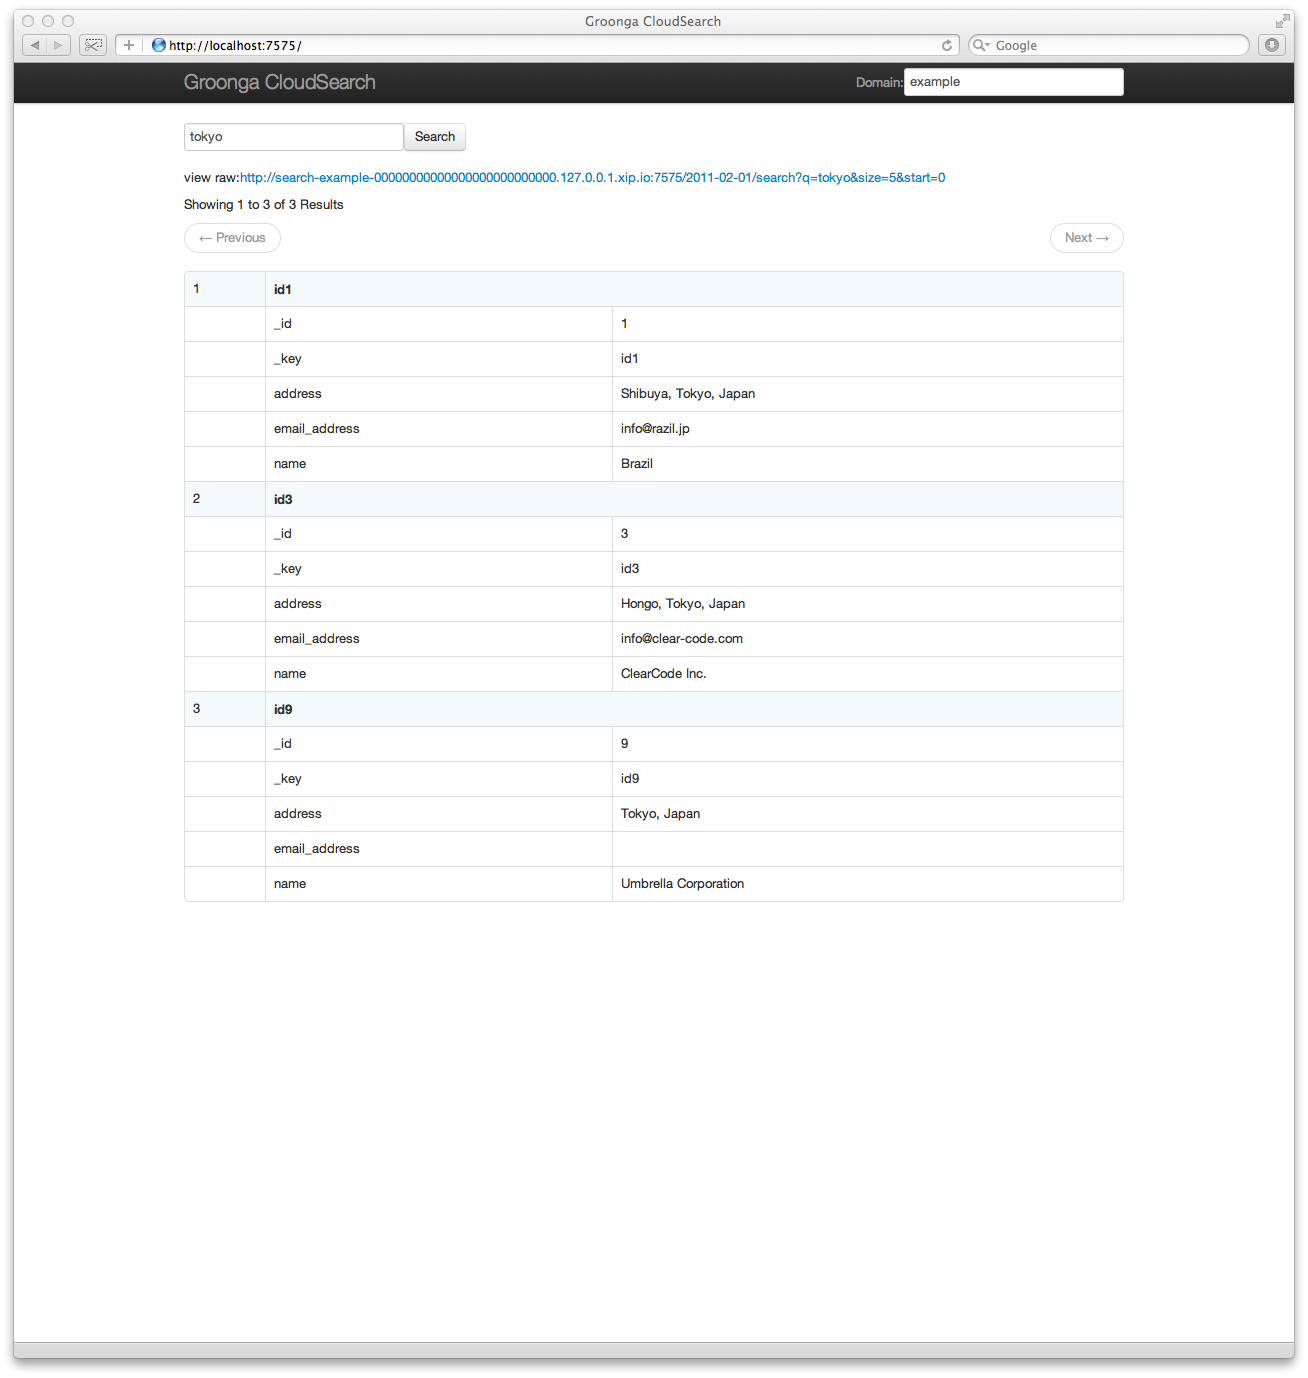 Groonga CloudSearch
http://localhost:7575/
Google
Groonga CloudSearch
Domain: example
tokyo Search
view raw:http://search-example-00000000000000000000000000.127.0.0.1.xip.io:7575/2011-02-01/search?q=tokyo&size=5&start=0
Showing 1 to 3 of 3 Results
← Previous Next →
1 id1
_id 1
_key id1
address Shibuya, Tokyo, Japan
email_address info@razil.jp
name Brazil
2 id3
_id 3
_key id3
address Hongo, Tokyo, Japan
email_address info@clear-code.com
name ClearCode Inc.
3 id9
_id 9
_key id9
address Tokyo, Japan
email_address
name Umbrella Corporation